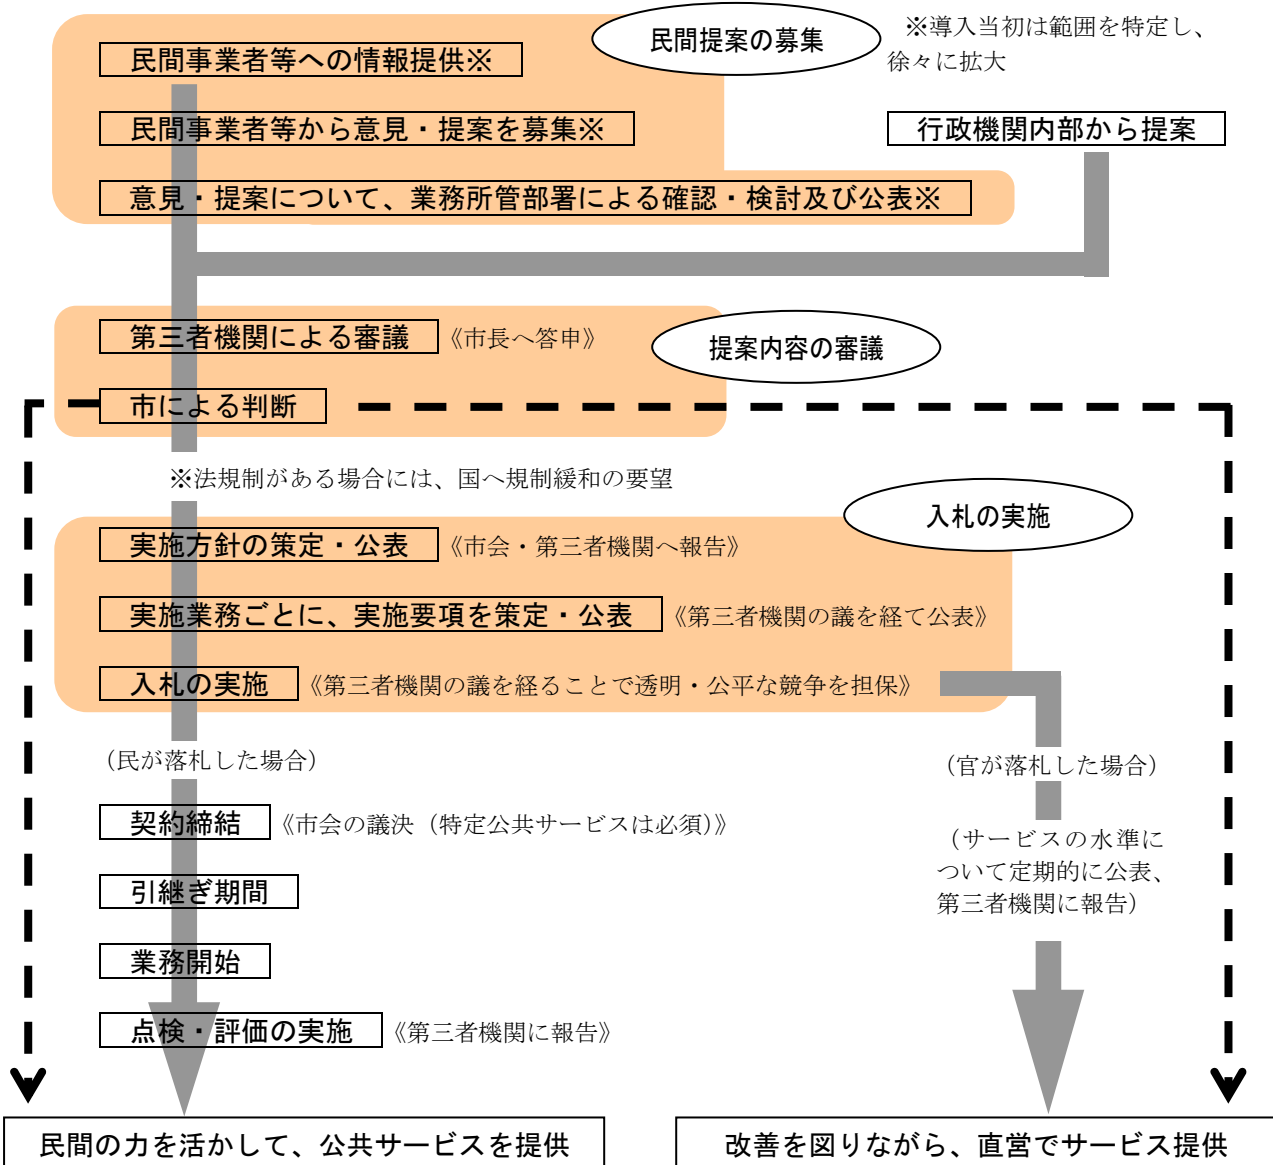 民間提案の募集
※導入当初は範囲を特定し、
徐々に拡大
民間事業者等への情報提供※
民間事業者等から意見・提案を募集※
行政機関内部から提案
意見・提案について、業務所管部署による確認・検討及び公表※
第三者機関による審議 《市長へ答申》
提案内容の審議
市による判断
※法規制がある場合には、国へ規制緩和の要望
入札の実施
実施方針の策定・公表 《市会・第三者機関へ報告》
実施業務ごとに、実施要項を策定・公表 《第三者機関の議を経て公表》
入札の実施 《第三者機関の議を経ることで透明・公平な競争を担保》
（民が落札した場合）
（官が落札した場合）
契約締結 《市会の議決（特定公共サービスは必須）》
（サービスの水準に
ついて定期的に公表、
第三者機関に報告）
引継ぎ期間
業務開始
点検・評価の実施 《第三者機関に報告》
民間の力を活かして、公共サービスを提供
改善を図りながら、直営でサービス提供